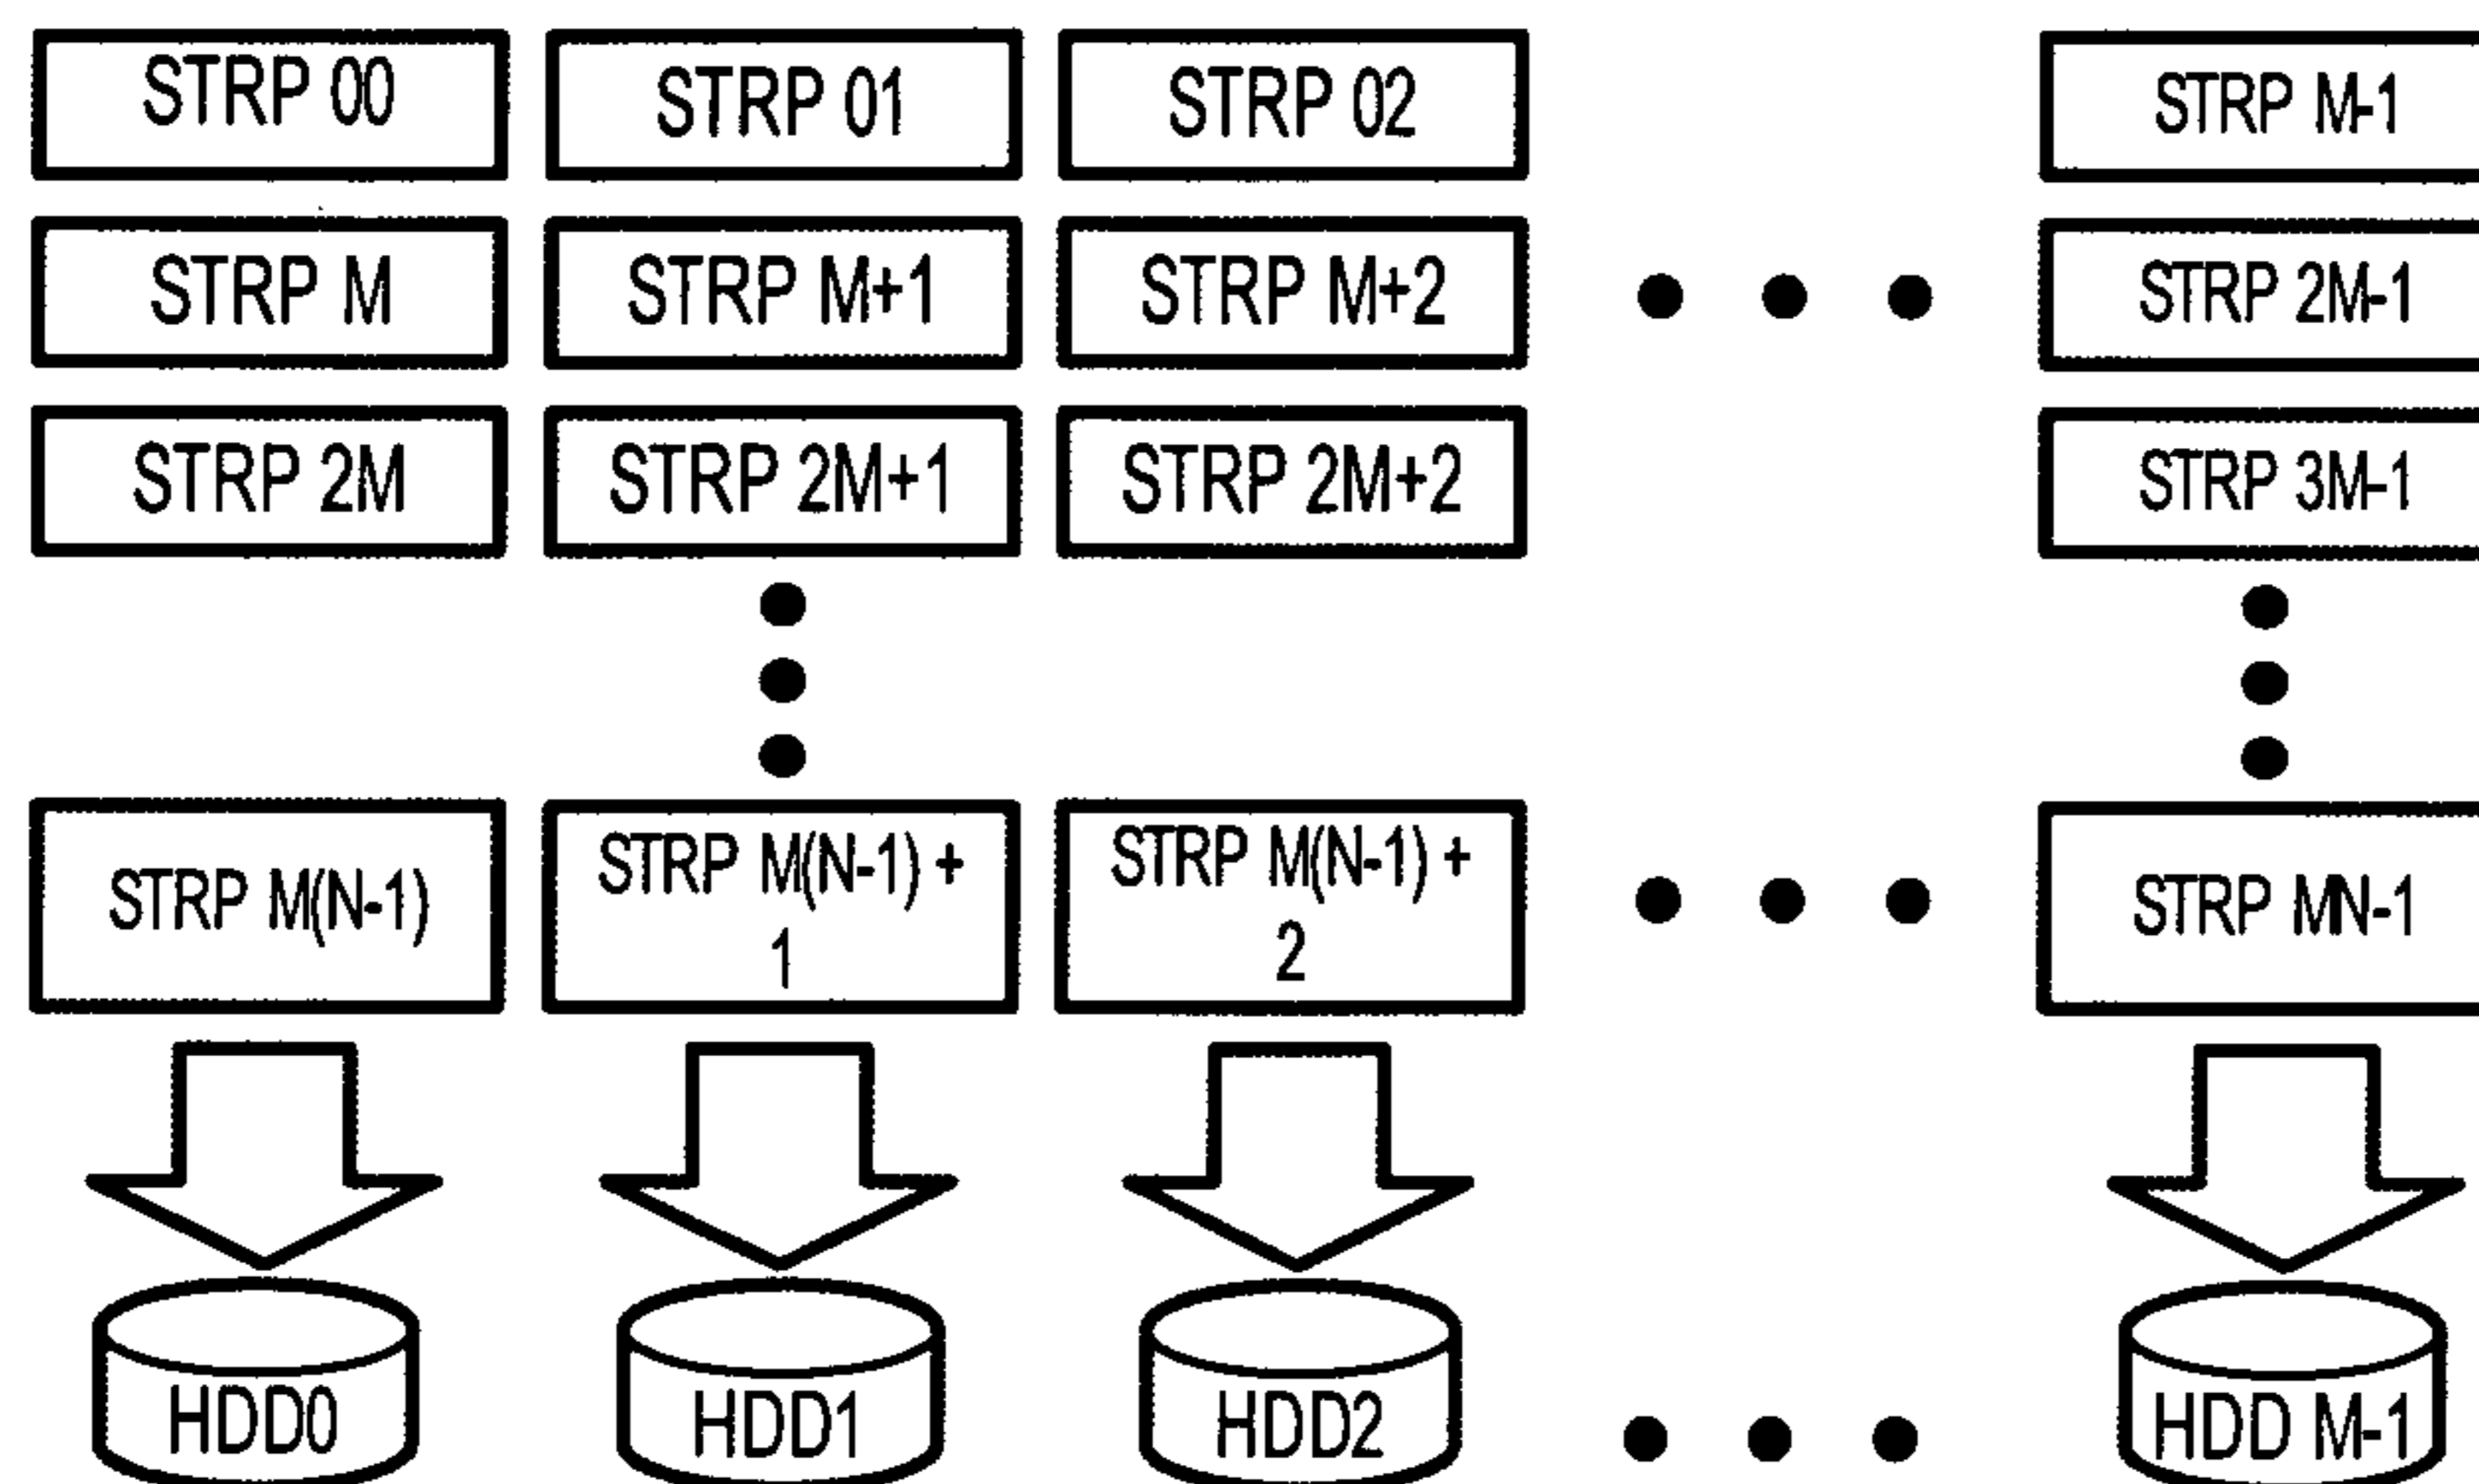 STRP 00
STRP 01
STRP 02
STRP M-1
STRP M
STRP M+1
STRP M+2
STRP 2M-1
STRP 2M
STRP 2M+1
STRP 2M+2
STRP 3M-1
STRP M(N-1)
STRP M(N-1) +
1
STRP M(N-1) +
2
STRP MN-1
HDD0
HDD1
HDD2
HDD M-1